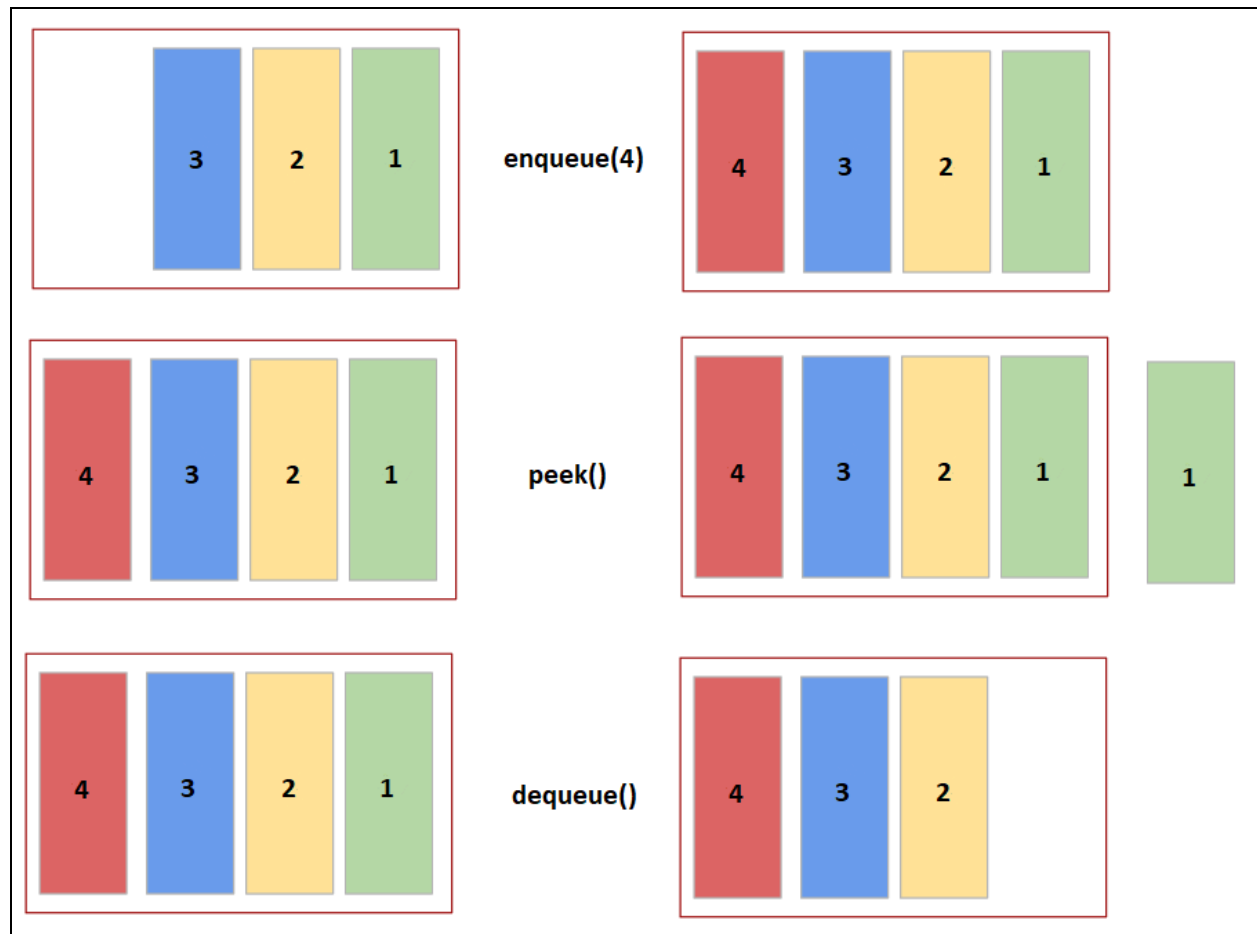 3 2 1 enqueue(4) 4 3 2 1
4 3 2 1 peek() 4 3 2 1 1
4 3 2 1 dequeue() 4 3 2